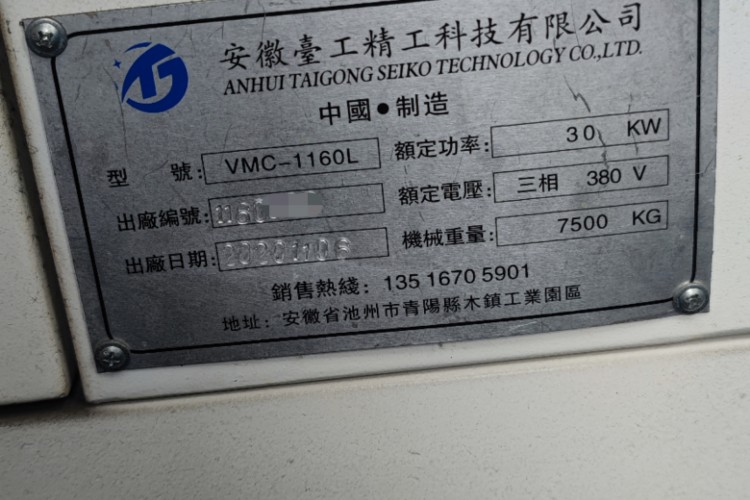 安徽臺工精工科技有限公司
ANHUI TAIGONG SEIKO TECHNOLOGY CO.,LTD.
中國●制造
型 號: VMC-1160L 額定功率: 30 KW
出廠編號: 額定電壓: 三相 380 V
出廠日期: 機械重量: 7500 KG
銷售熱綫: 135 1670 5901
地址: 安徽省池州市青陽縣木鎮工業園區